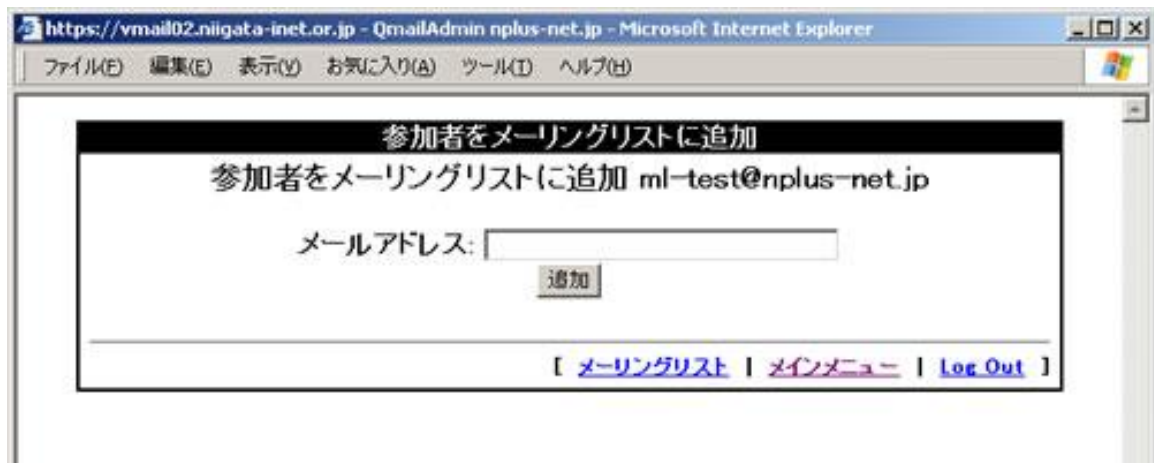 https://vmail02.niigata-inet.or.jp - QmailAdmin nplus-net.jp - Microsoft Internet Explorer
ファイル(F) 編集(E) 表示(V) お気に入り(A) ツール(T) ヘルプ(H)
参加者をメーリングリストに追加
参加者をメーリングリストに追加 ml-test@nplus-net.jp
メールアドレス:
追加
[ メーリングリスト | メインメニュー | Log Out ]